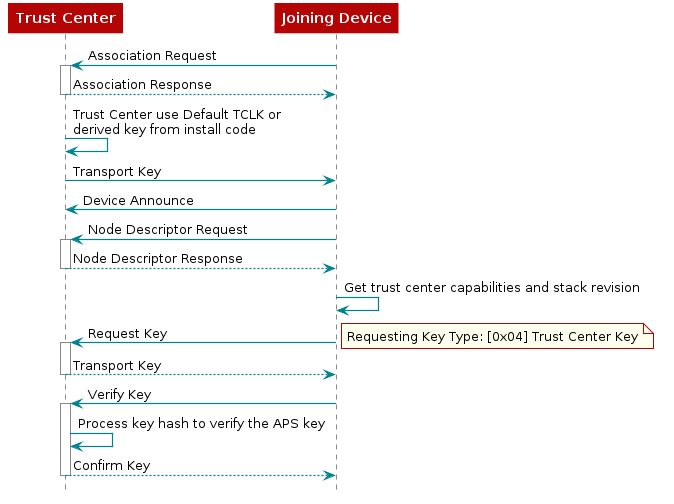 Trust Center
Joining Device
Association Request
Association Response
Trust Center use Default TCLK or
derived key from install code
Transport Key
Device Announce
Node Descriptor Request
Node Descriptor Response
Get trust center capabilities and stack revision
Request Key
Requesting Key Type: [0x04] Trust Center Key
Transport Key
Verify Key
Process key hash to verify the APS key
Confirm Key